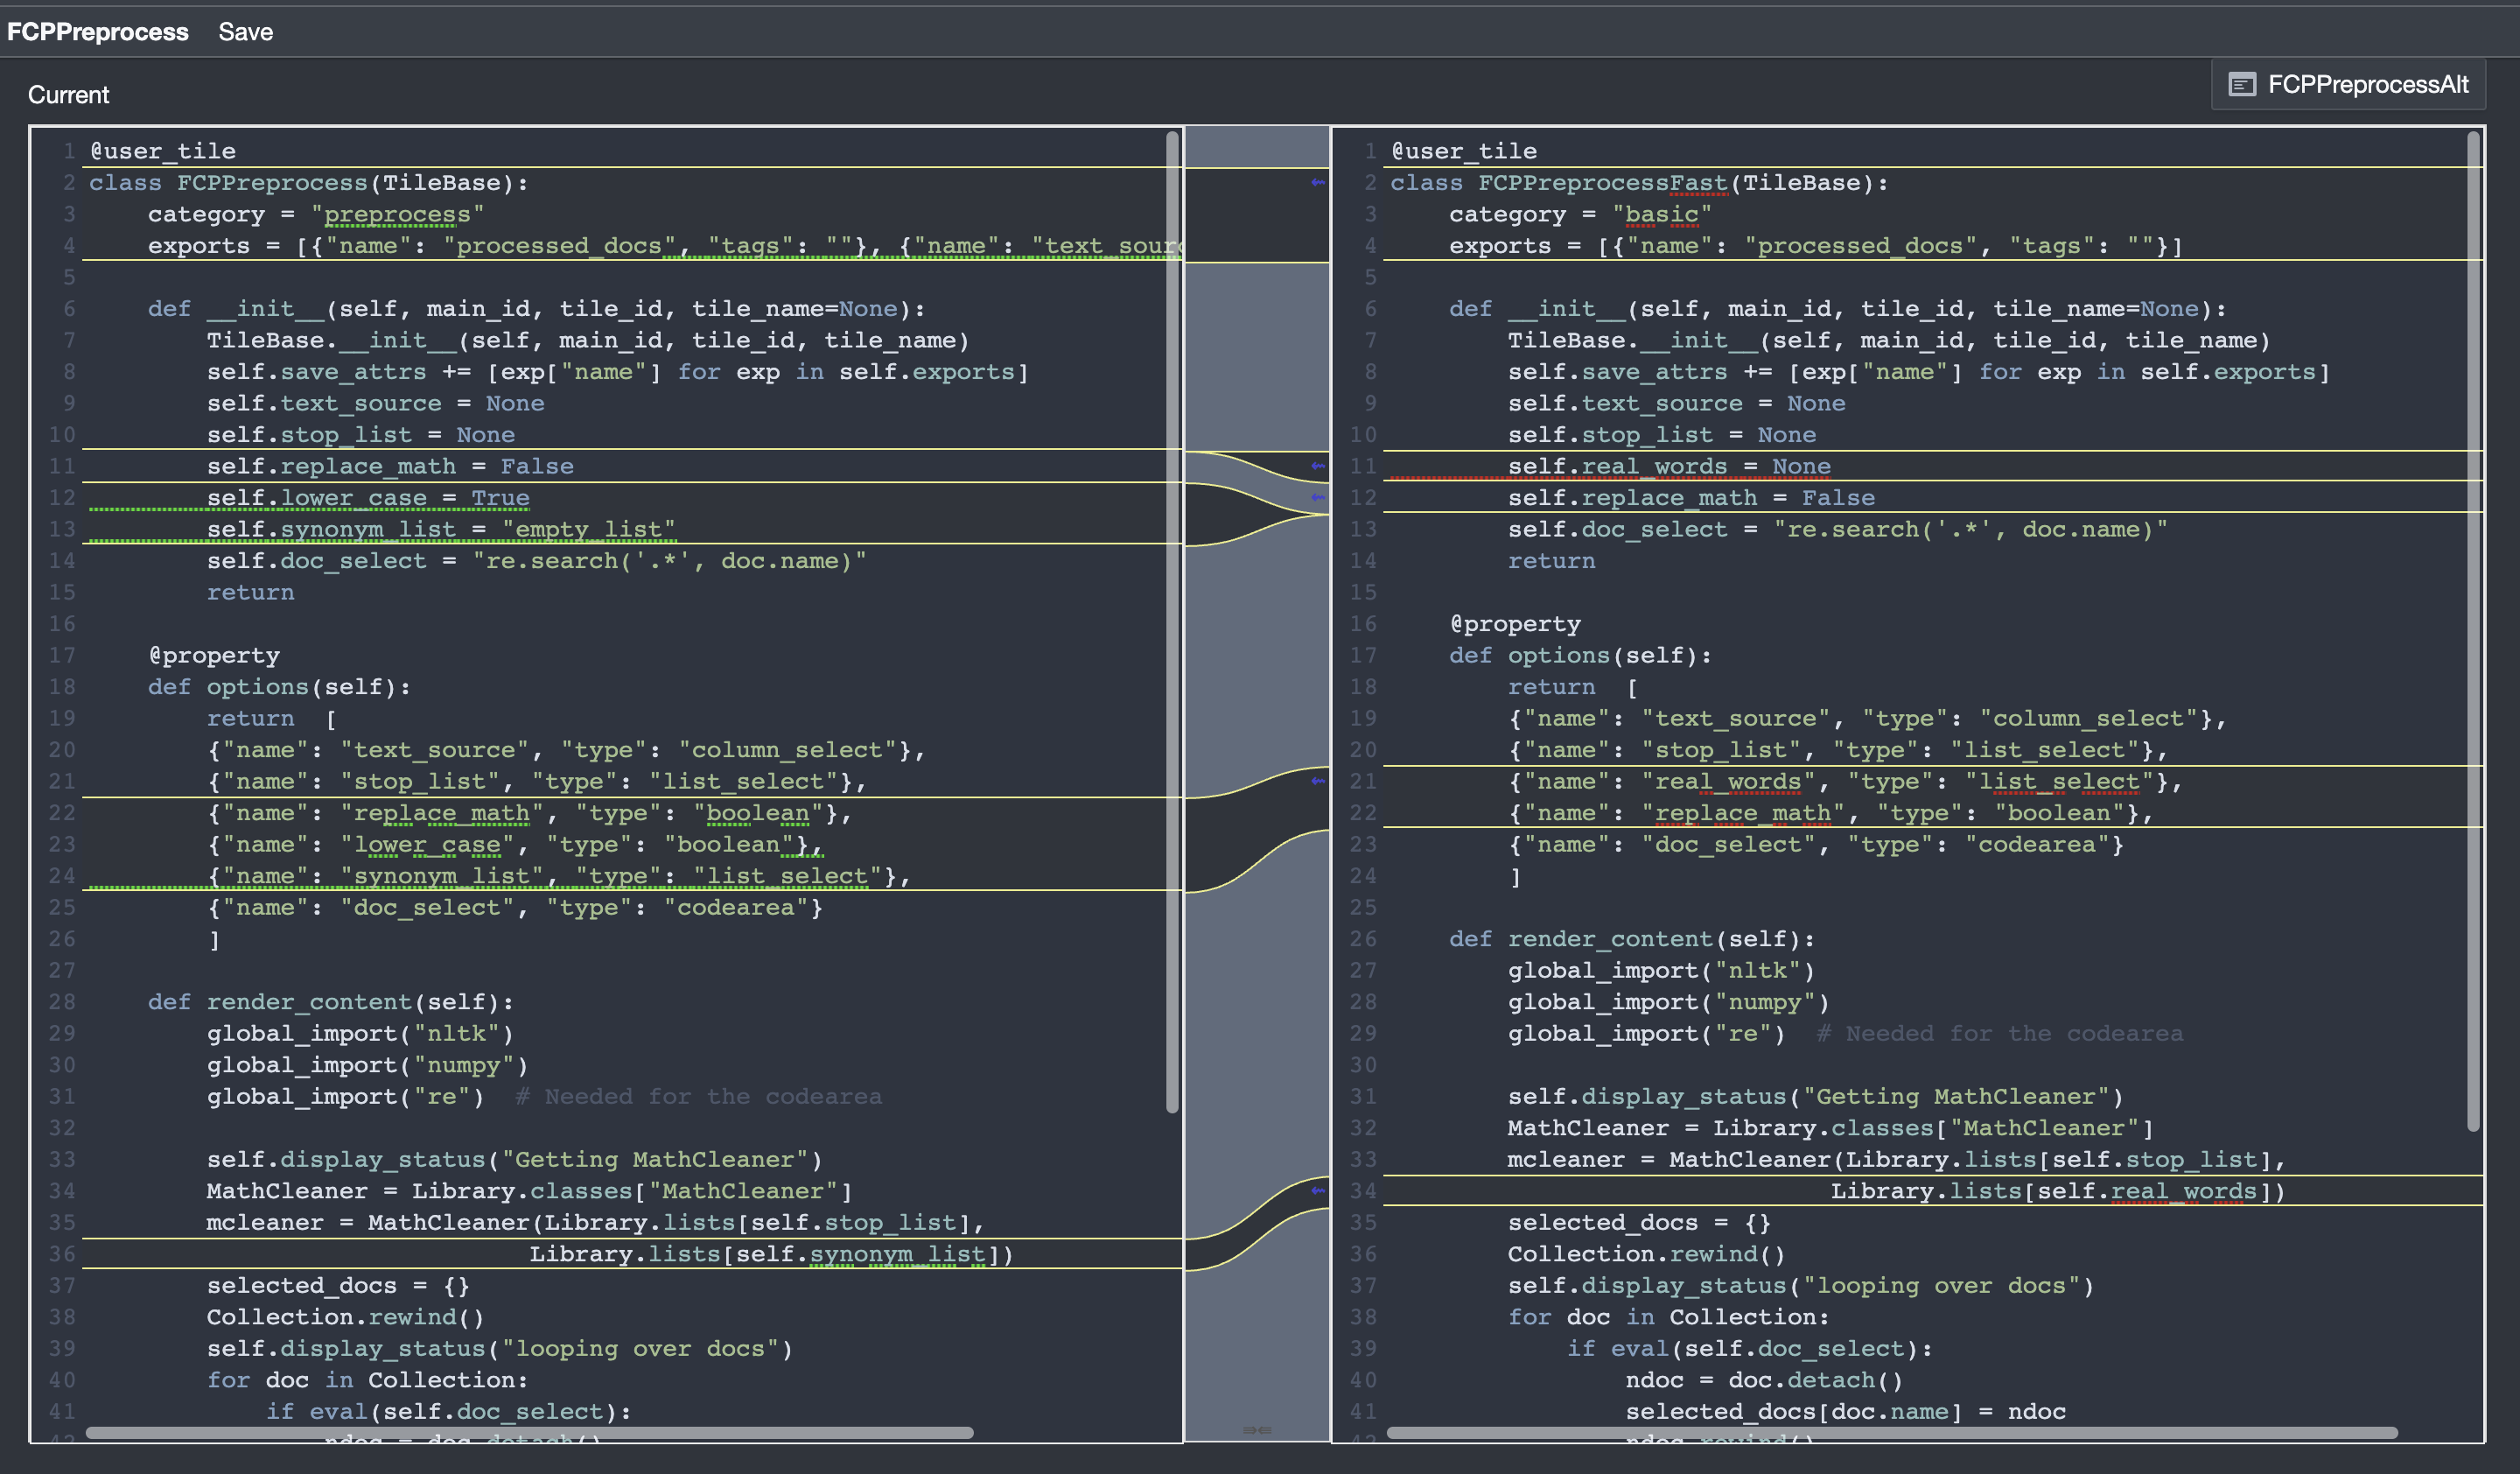 FCPPreprocess Save
Current
FCPPreprocessAlt
1 @user_tile
2 class FCPPreprocess(TileBase):
3     category = "preprocess"
4     exports = [{"name": "processed_docs", "tags": ""}, {"name": "text_sour
5
6     def __init__(self, main_id, tile_id, tile_name=None):
7         TileBase.__init__(self, main_id, tile_id, tile_name)
8         self.save_attrs += [exp["name"] for exp in self.exports]
9         self.text_source = None
10         self.stop_list = None
11         self.replace_math = False
12         self.lower_case = True
13         self.synonym_list = "empty_list"
14         self.doc_select = "re.search('.*', doc.name)"
15         return
16
17     @property
18     def options(self):
19         return  [
20         {"name": "text_source", "type": "column_select"},
21         {"name": "stop_list", "type": "list_select"},
22         {"name": "replace_math", "type": "boolean"},
23         {"name": "lower_case", "type": "boolean"},
24         {"name": "synonym_list", "type": "list_select"},
25         {"name": "doc_select", "type": "codearea"}
26         ]
27
28     def render_content(self):
29         global_import("nltk")
30         global_import("numpy")
31         global_import("re")  # Needed for the codearea
32
33         self.display_status("Getting MathCleaner")
34         MathCleaner = Library.classes["MathCleaner"]
35         mcleaner = MathCleaner(Library.lists[self.stop_list],
36                               Library.lists[self.synonym_list])
37         selected_docs = {}
38         Collection.rewind()
39         self.display_status("looping over docs")
40         for doc in Collection:
41             if eval(self.doc_select):
42                 ndoc = doc.detach()
1 @user_tile
2 class FCPPreprocessFast(TileBase):
3     category = "basic"
4     exports = [{"name": "processed_docs", "tags": ""}]
5
6     def __init__(self, main_id, tile_id, tile_name=None):
7         TileBase.__init__(self, main_id, tile_id, tile_name)
8         self.save_attrs += [exp["name"] for exp in self.exports]
9         self.text_source = None
10         self.stop_list = None
11         self.real_words = None
12         self.replace_math = False
13         self.doc_select = "re.search('.*', doc.name)"
14         return
15
16     @property
17     def options(self):
18         return  [
19         {"name": "text_source", "type": "column_select"},
20         {"name": "stop_list", "type": "list_select"},
21         {"name": "real_words", "type": "list_select"},
22         {"name": "replace_math", "type": "boolean"},
23         {"name": "doc_select", "type": "codearea"}
24         ]
25
26     def render_content(self):
27         global_import("nltk")
28         global_import("numpy")
29         global_import("re")  # Needed for the codearea
30
31         self.display_status("Getting MathCleaner")
32         MathCleaner = Library.classes["MathCleaner"]
33         mcleaner = MathCleaner(Library.lists[self.stop_list],
34                               Library.lists[self.real_words])
35         selected_docs = {}
36         Collection.rewind()
37         self.display_status("looping over docs")
38         for doc in Collection:
39             if eval(self.doc_select):
40                 ndoc = doc.detach()
41                 selected_docs[doc.name] = ndoc
42                 ndoc.rewind()